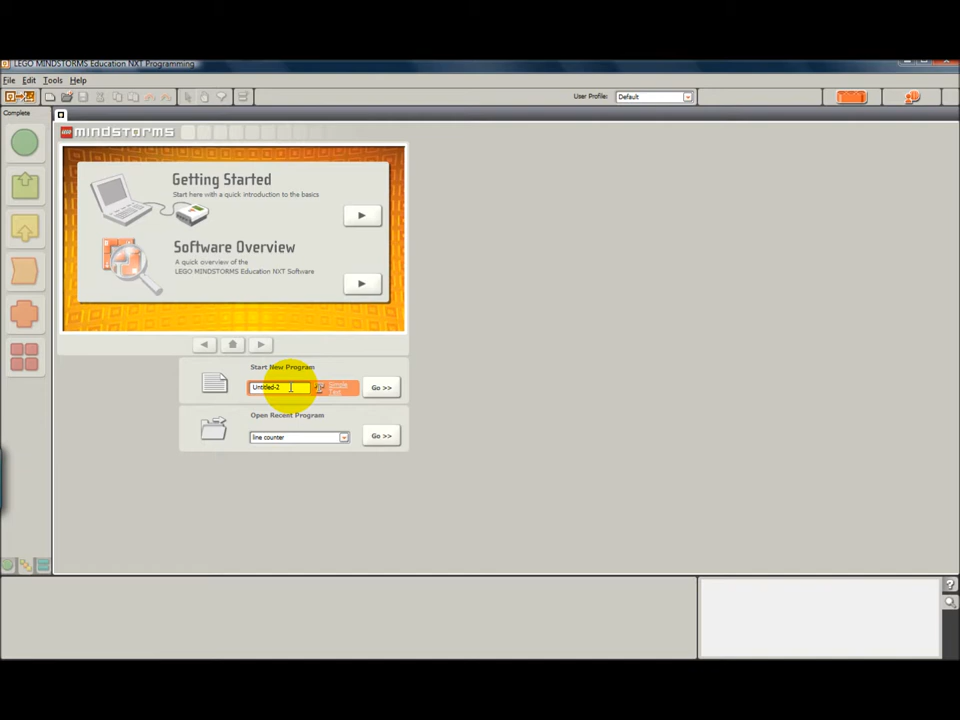 LEGO MINDSTORMS Education NXT Programming
File Edit Tools Help
User Profile: Default
Complete
LEGO mindstorms
Getting Started
Start here with a quick introduction to the basics
Software Overview
A quick overview of the
LEGO MINDSTORMS Education NXT Software
Start New Program
Untitled-2
Go >>
Open Recent Program
line counter
Go >>
?